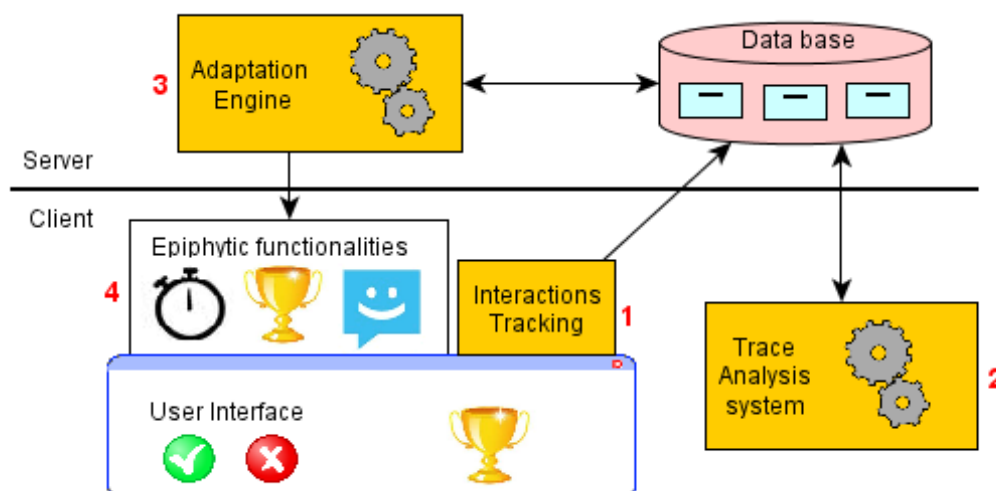 Data base
3
Adaptation
Engine
Server
Client
Epiphytic functionalities
4
Interactions
Tracking
1
Trace
Analysis
system
2
User Interface